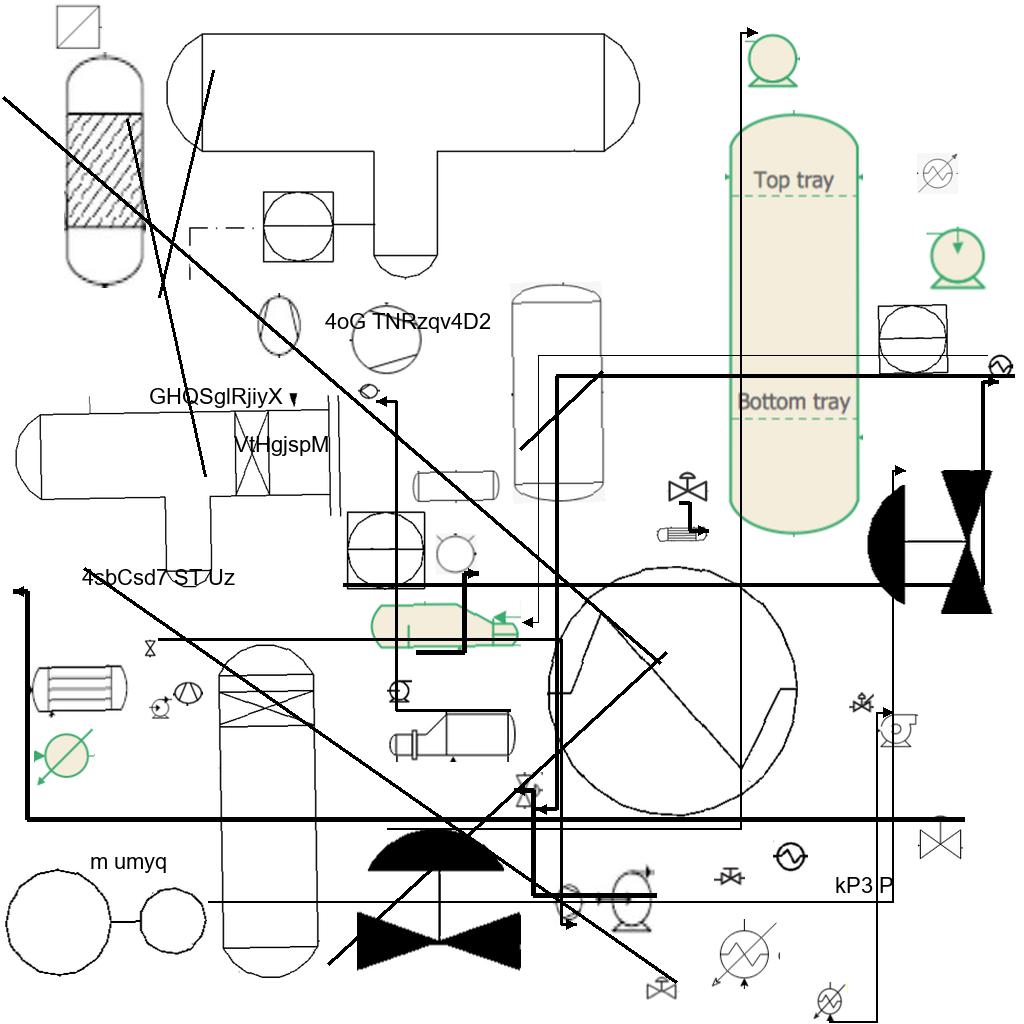 Top tray
4oG TNRzqv4D2
GHQSglRjiyX
Bottom tray
VtHgjspM
4sbCsd7 ST Uz
m umyq
kP3 P